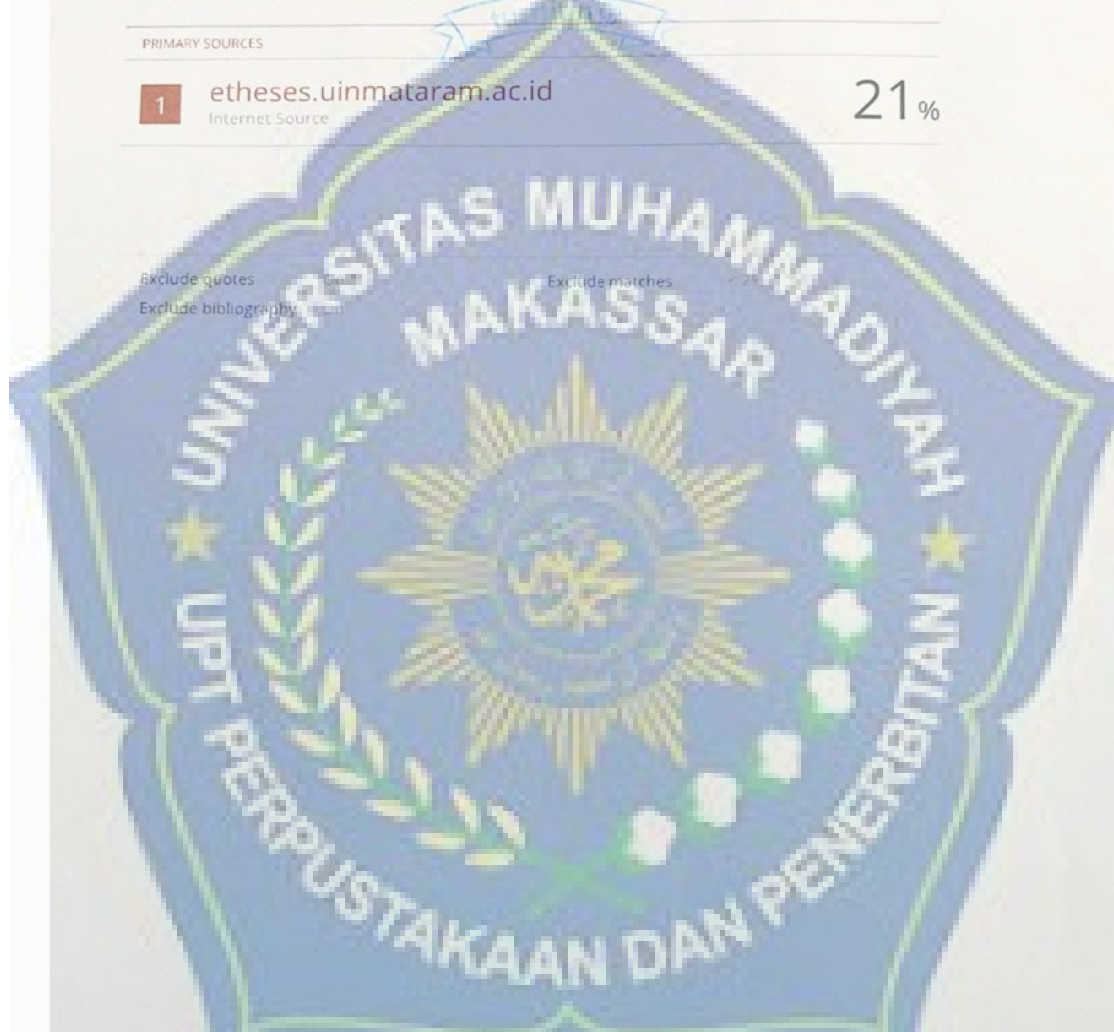 PRIMARY SOURCES
1 etheses.uinmataram.ac.id 21%
Internet Source
UNIVERSITAS MUHAMMADIYAH
MAKASSAR
Exclude quotes Exclude matches
Exclude bibliography
UPT PERPUSTAKAAN DAN PENERBITAN